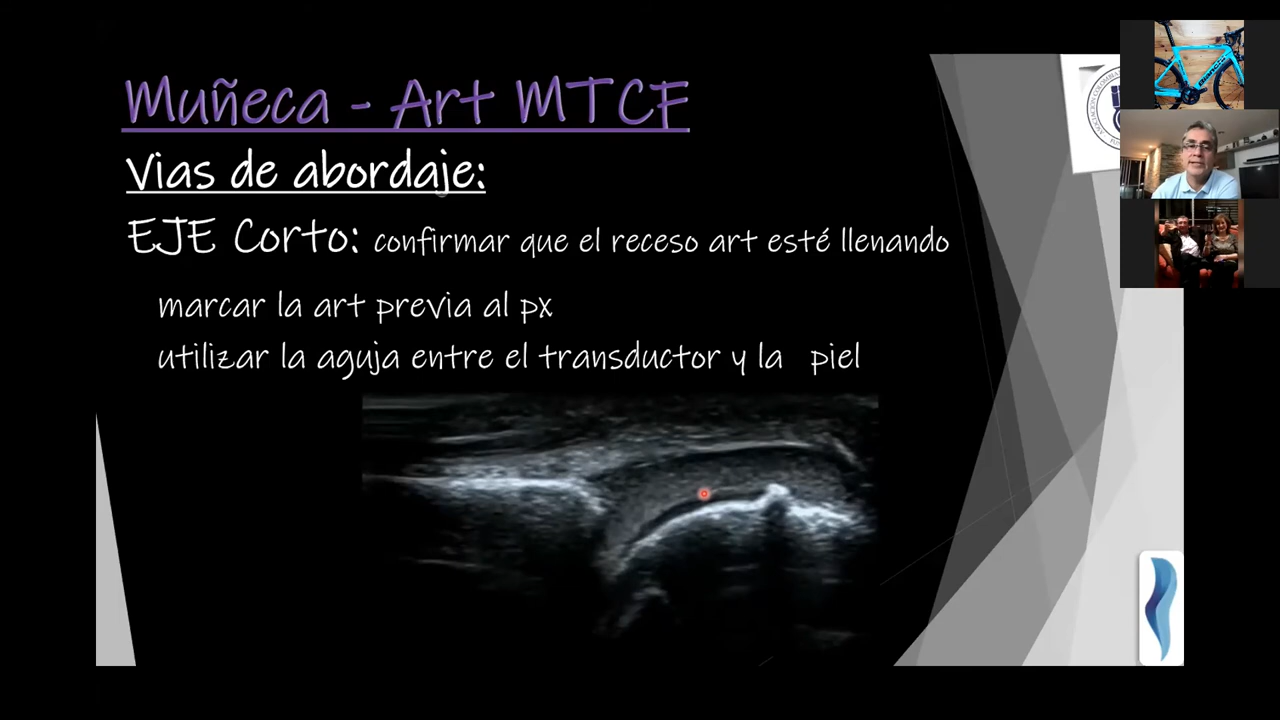 Muñeca - Art MTCF
Vias de abordaje:
EJE Corto: confirmar que el receso art esté llenando
marcar la art previa al px
utilizar la aguja entre el transductor y la piel